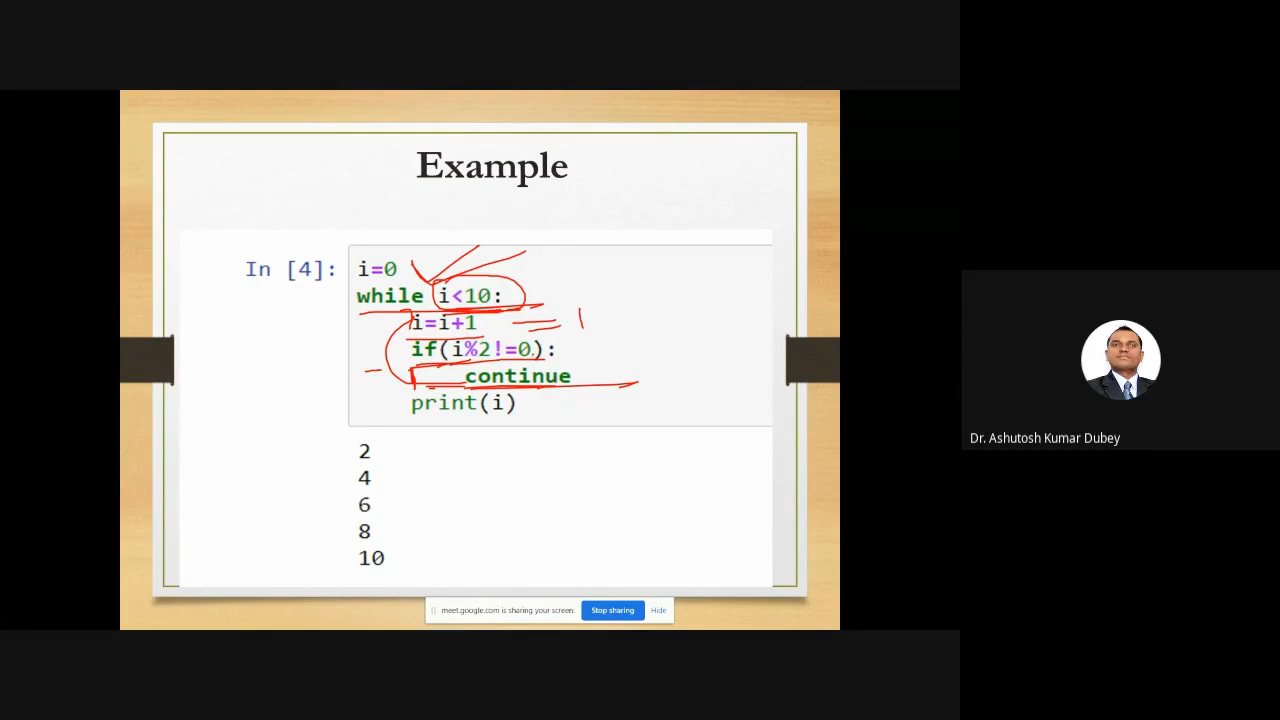 Example
In [4]:
i=0
while i<10:
    i=i+1
    if(i%2!=0):
        continue
    print(i)
2
4
6
8
10
1
Dr. Ashutosh Kumar Dubey
meet.google.com is sharing your screen. Stop sharing Hide